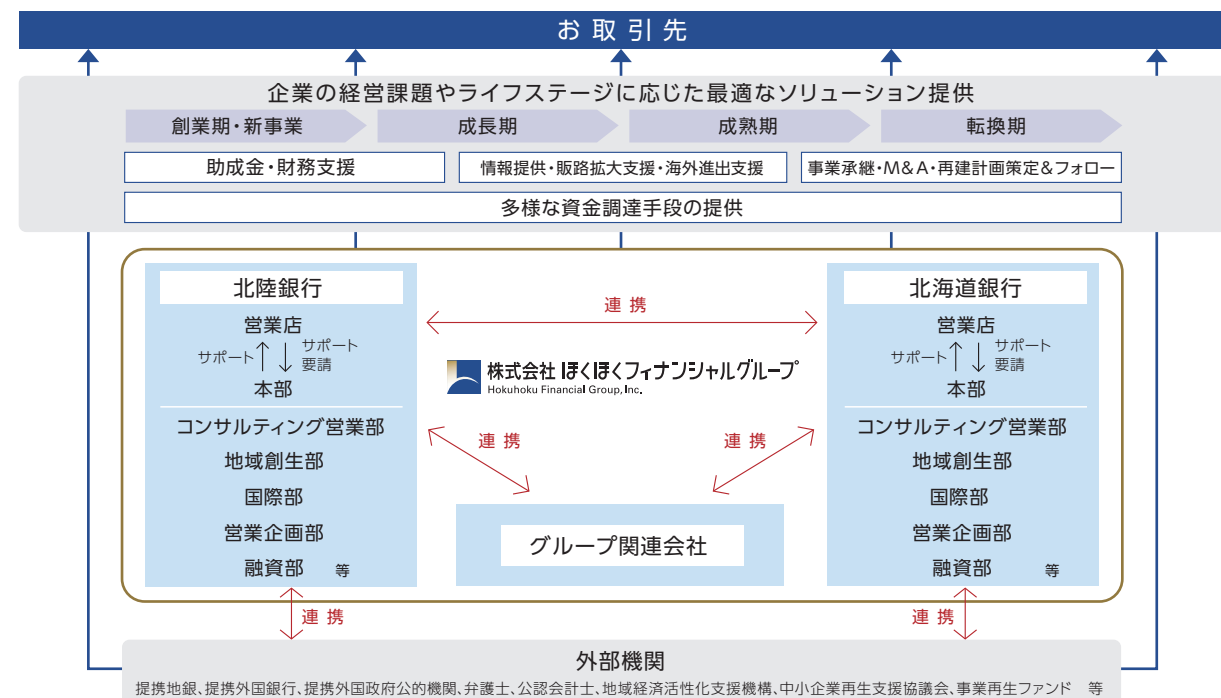 お取引先
企業の経営課題やライフステージに応じた最適なソリューション提供
創業期・新事業
成長期
成熟期
転換期
助成金・財務支援
情報提供・販路拡大支援・海外進出支援
事業承継・M&A・再建計画策定&フォロー
多様な資金調達手段の提供
北陸銀行
営業店
サポート
サポート
要請
本部
コンサルティング営業部
地域創生部
国際部
営業企画部
融資部 等
連携
株式会社 ほくほくフィナンシャルグループ
Hokuhoku Financial Group, Inc.
連携
連携
グループ関連会社
北海道銀行
営業店
サポート
サポート
要請
本部
コンサルティング営業部
地域創生部
国際部
営業企画部
融資部 等
連携
連携
外部機関
提携地銀、提携外国銀行、提携外国政府公的機関、弁護士、公認会計士、地域経済活性化支援機構、中小企業再生支援協議会、事業再生ファンド 等